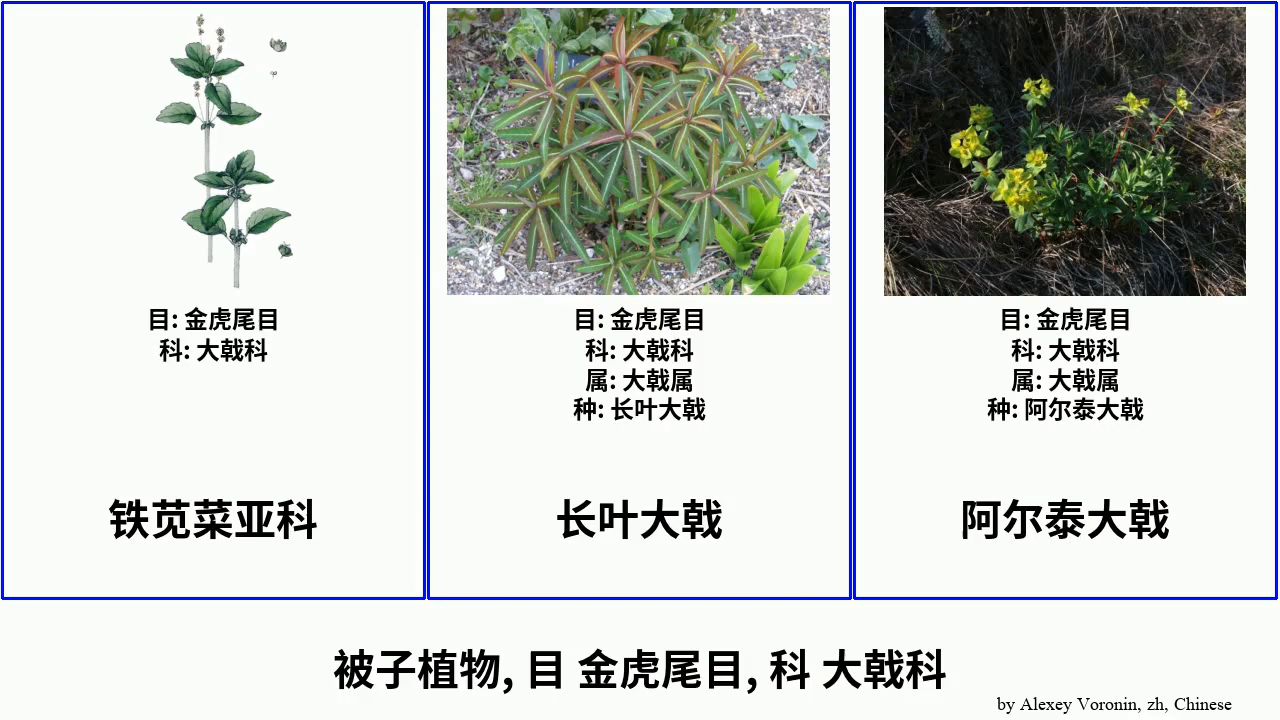 目: 金虎尾目
科: 大戟科
铁苋菜亚科
目: 金虎尾目
科: 大戟科
属: 大戟属
种: 长叶大戟
长叶大戟
目: 金虎尾目
科: 大戟科
属: 大戟属
种: 阿尔泰大戟
阿尔泰大戟
被子植物, 目 金虎尾目, 科 大戟科
by Alexey Voronin, zh, Chinese